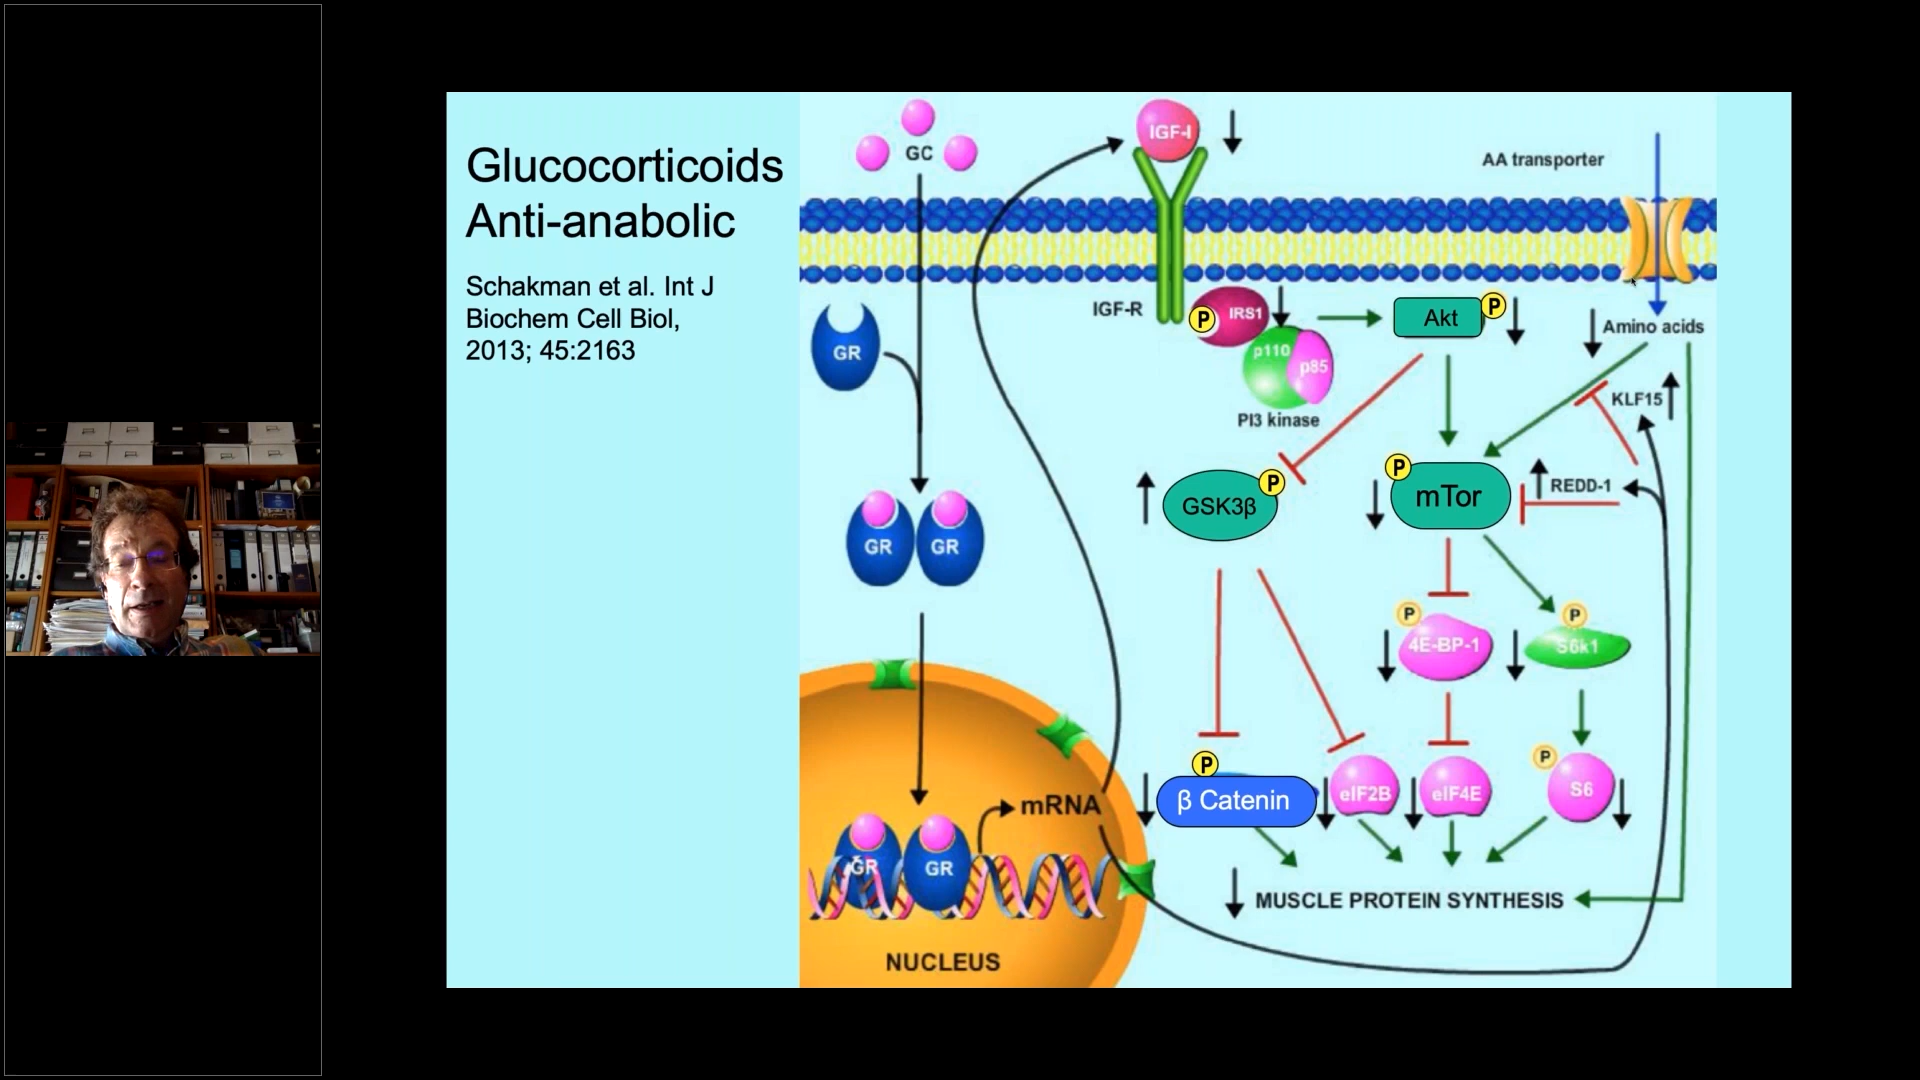 Glucocorticoids
Anti-anabolic
Schakman et al. Int J
Biochem Cell Biol,
2013; 45:2163
GC
IGF-I
AA transporter
IGF-R
P
IRS1
p110
p85
PI3 kinase
Akt
P
Amino acids
KLF15
GR
GSK3β
P
P
mTor
REDD-1
GR
GR
P
4E-BP-1
P
S6k1
mRNA
P
β Catenin
eIF2B
eIF4E
P
S6
GR
GR
MUSCLE PROTEIN SYNTHESIS
NUCLEUS